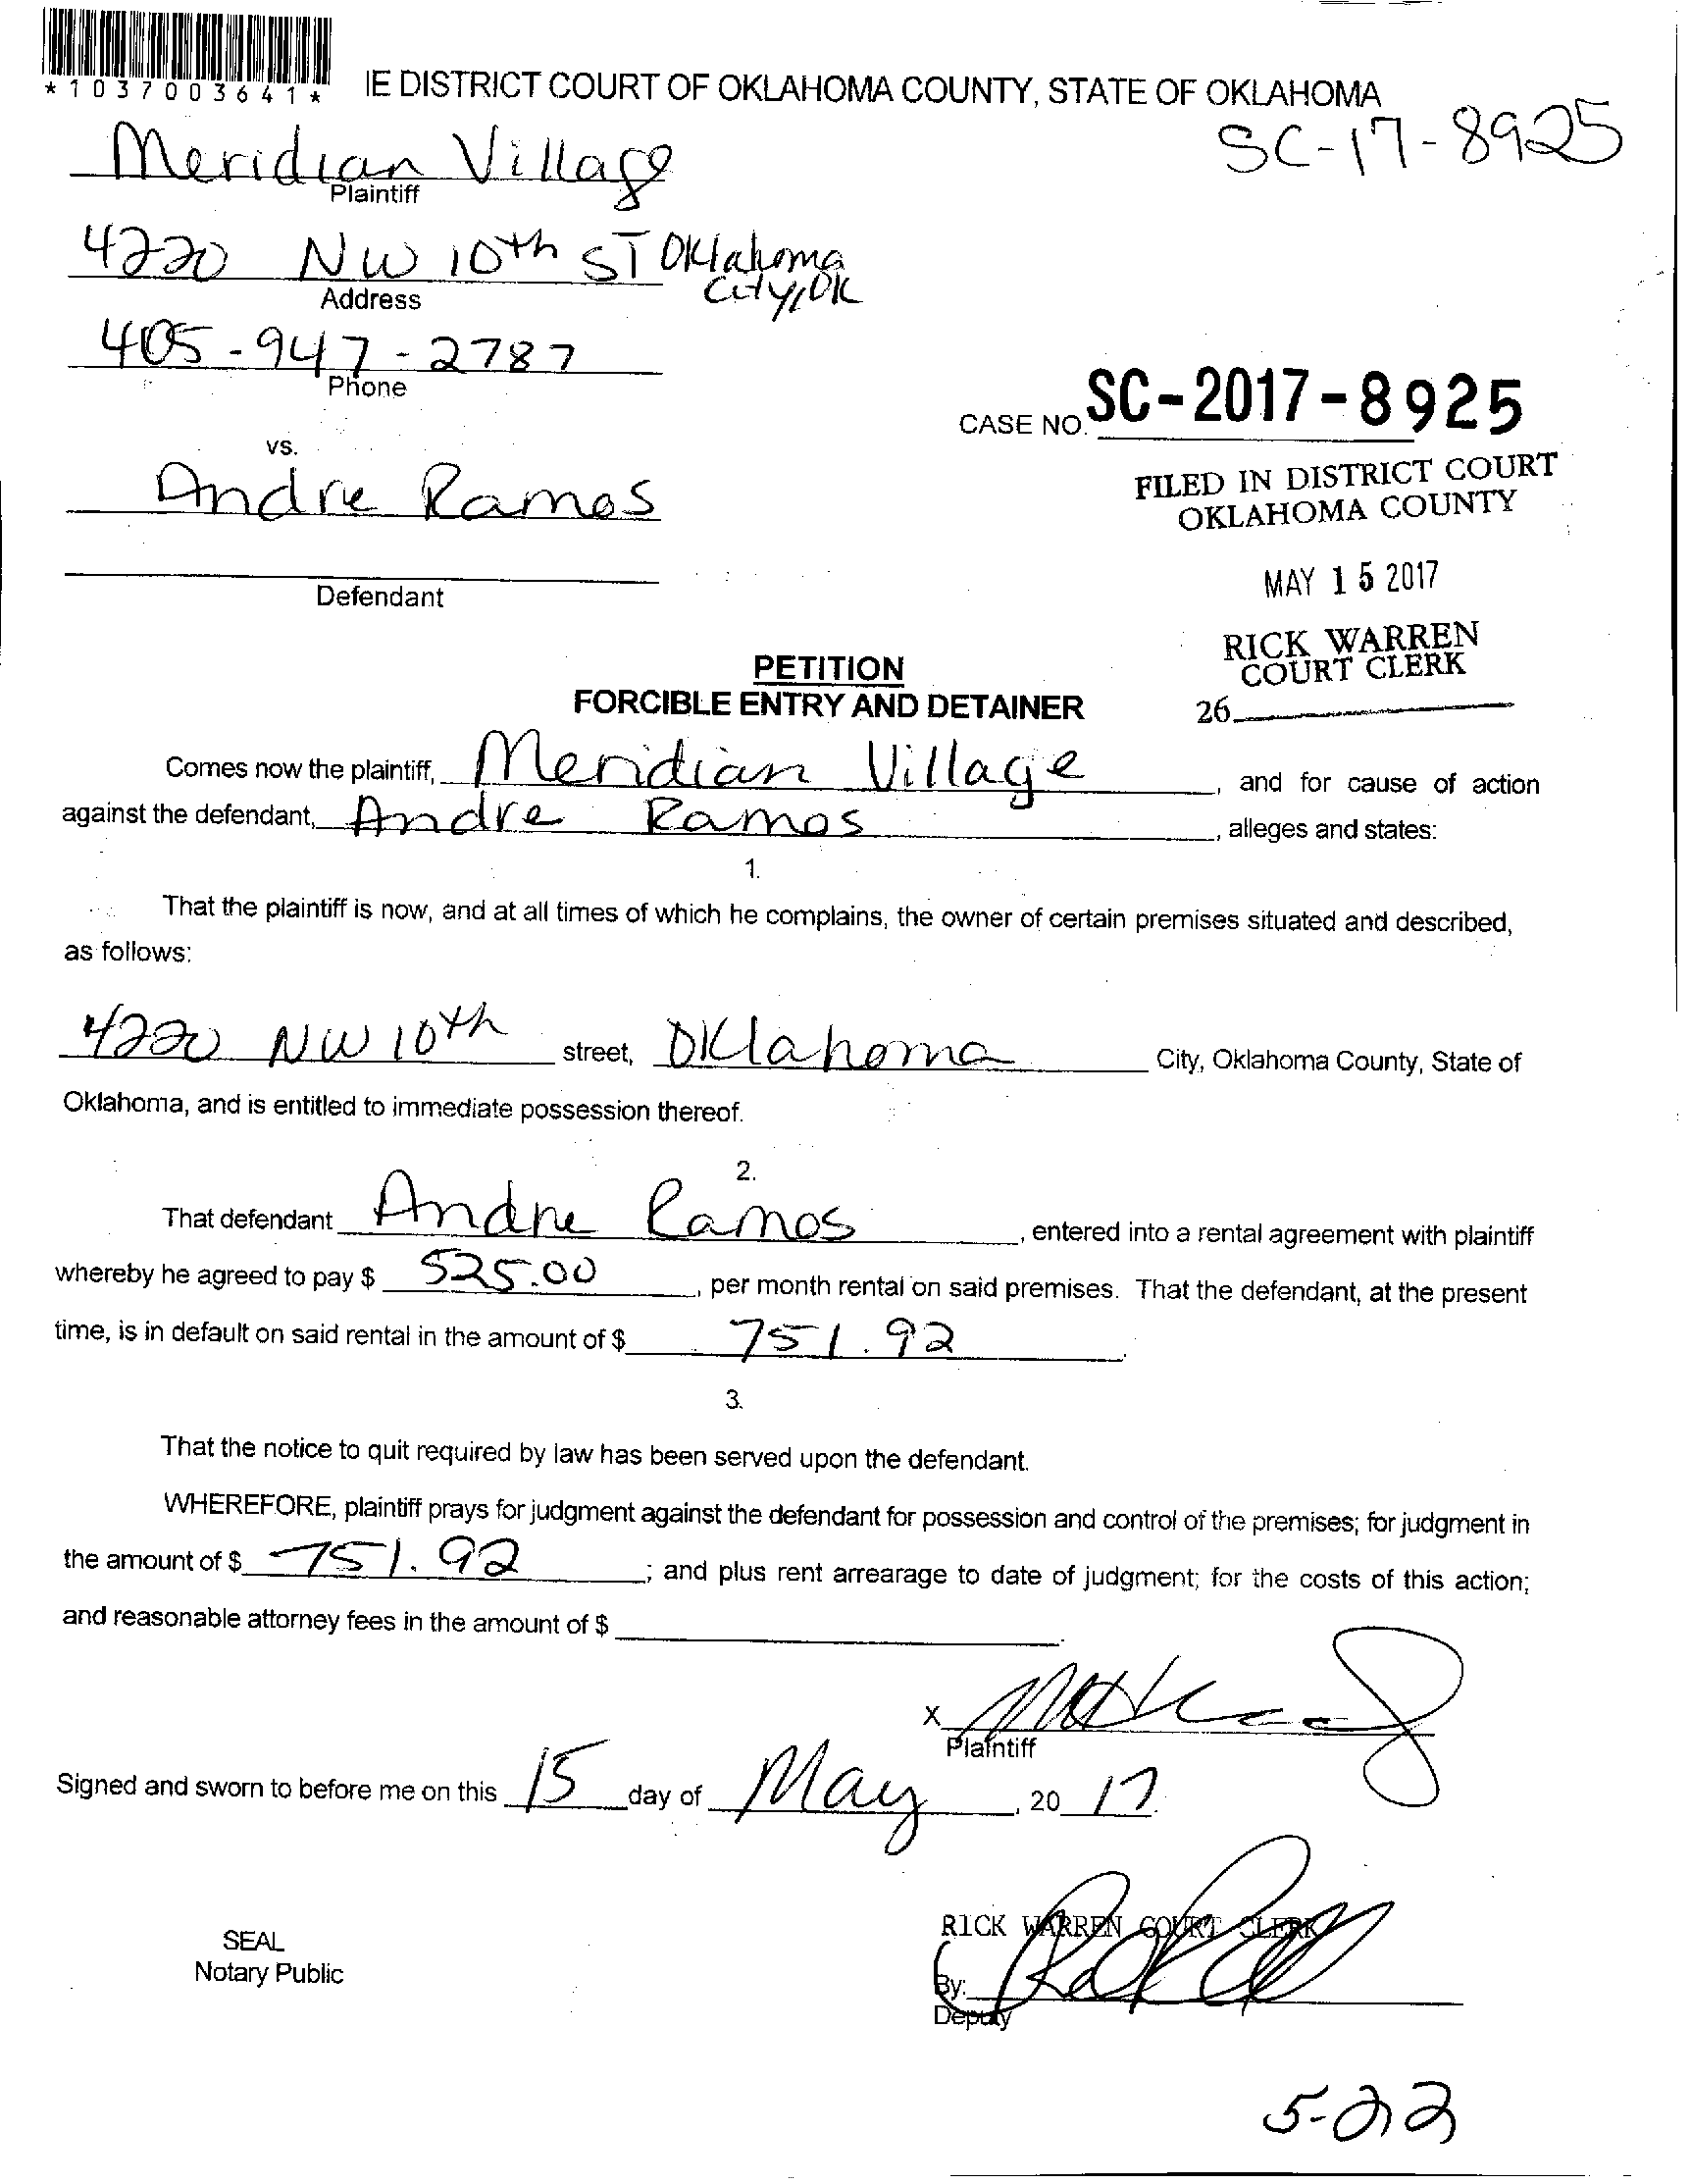 *1037003641*
IE DISTRICT COURT OF OKLAHOMA COUNTY, STATE OF OKLAHOMA
SC-17-8925
Meridian Village
Plaintiff
4220 NW 10th ST Oklahoma
City, OK
Address
405-947-2787
Phone
CASE NO. SC-2017-8925
vs.
Andre Ramos
FILED IN DISTRICT COURT
OKLAHOMA COUNTY
MAY 15 2017
Defendant
RICK WARREN
COURT CLERK
26
PETITION
FORCIBLE ENTRY AND DETAINER
Comes now the plaintiff, Meridian Village, and for cause of action
against the defendant, Andre Ramos, alleges and states:
1.
That the plaintiff is now, and at all times of which he complains, the owner of certain premises situated and described,
as follows:
4220 NW 10th street, Oklahoma City, Oklahoma County, State of
Oklahoma, and is entitled to immediate possession thereof.
2.
That defendant Andre Ramos, entered into a rental agreement with plaintiff
whereby he agreed to pay $ 525.00, per month rental on said premises. That the defendant, at the present
time, is in default on said rental in the amount of $ 751.92.
3.
That the notice to quit required by law has been served upon the defendant.
WHEREFORE, plaintiff prays for judgment against the defendant for possession and control of the premises; for judgment in
the amount of $ 751.92; and plus rent arrearage to date of judgment; for the costs of this action;
and reasonable attorney fees in the amount of $
X
Plaintiff
Signed and sworn to before me on this 15 day of May, 20 17.
SEAL
Notary Public
RICK WARREN COURT CLERK
By:
Deputy
5-22